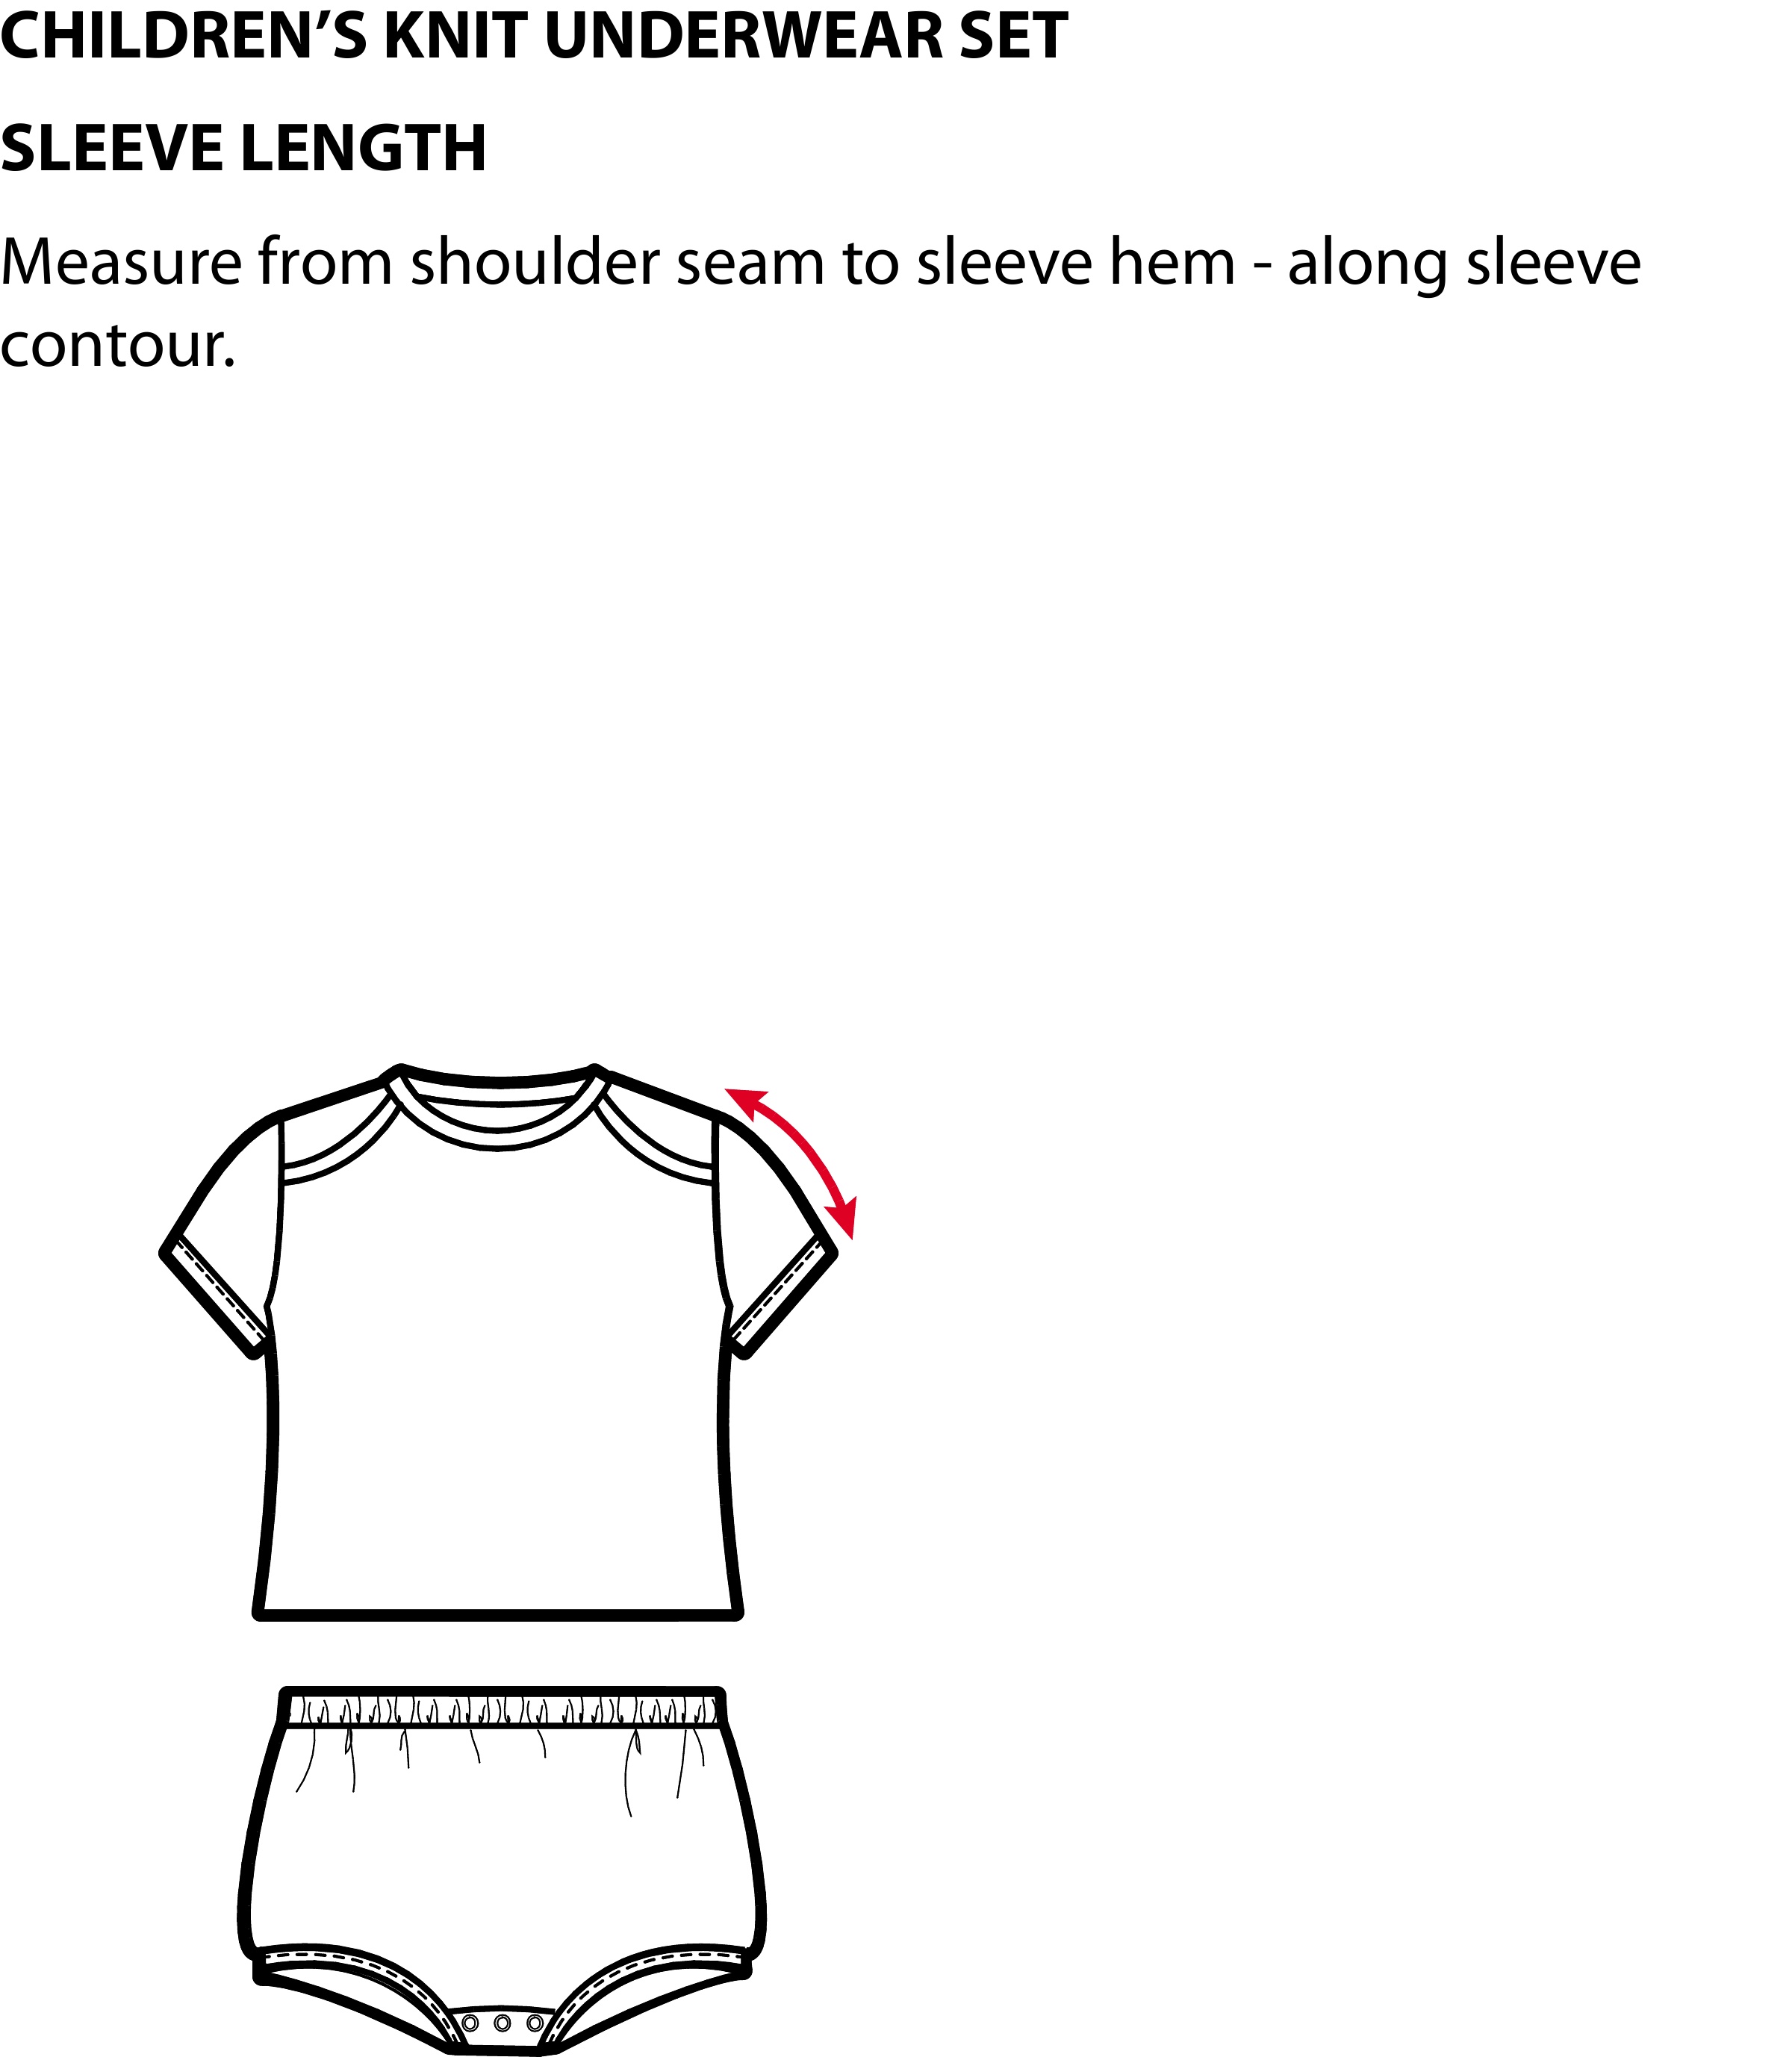 CHILDREN’S KNIT UNDERWEAR SET
SLEEVE LENGTH
Measure from shoulder seam to sleeve hem - along sleeve
contour.